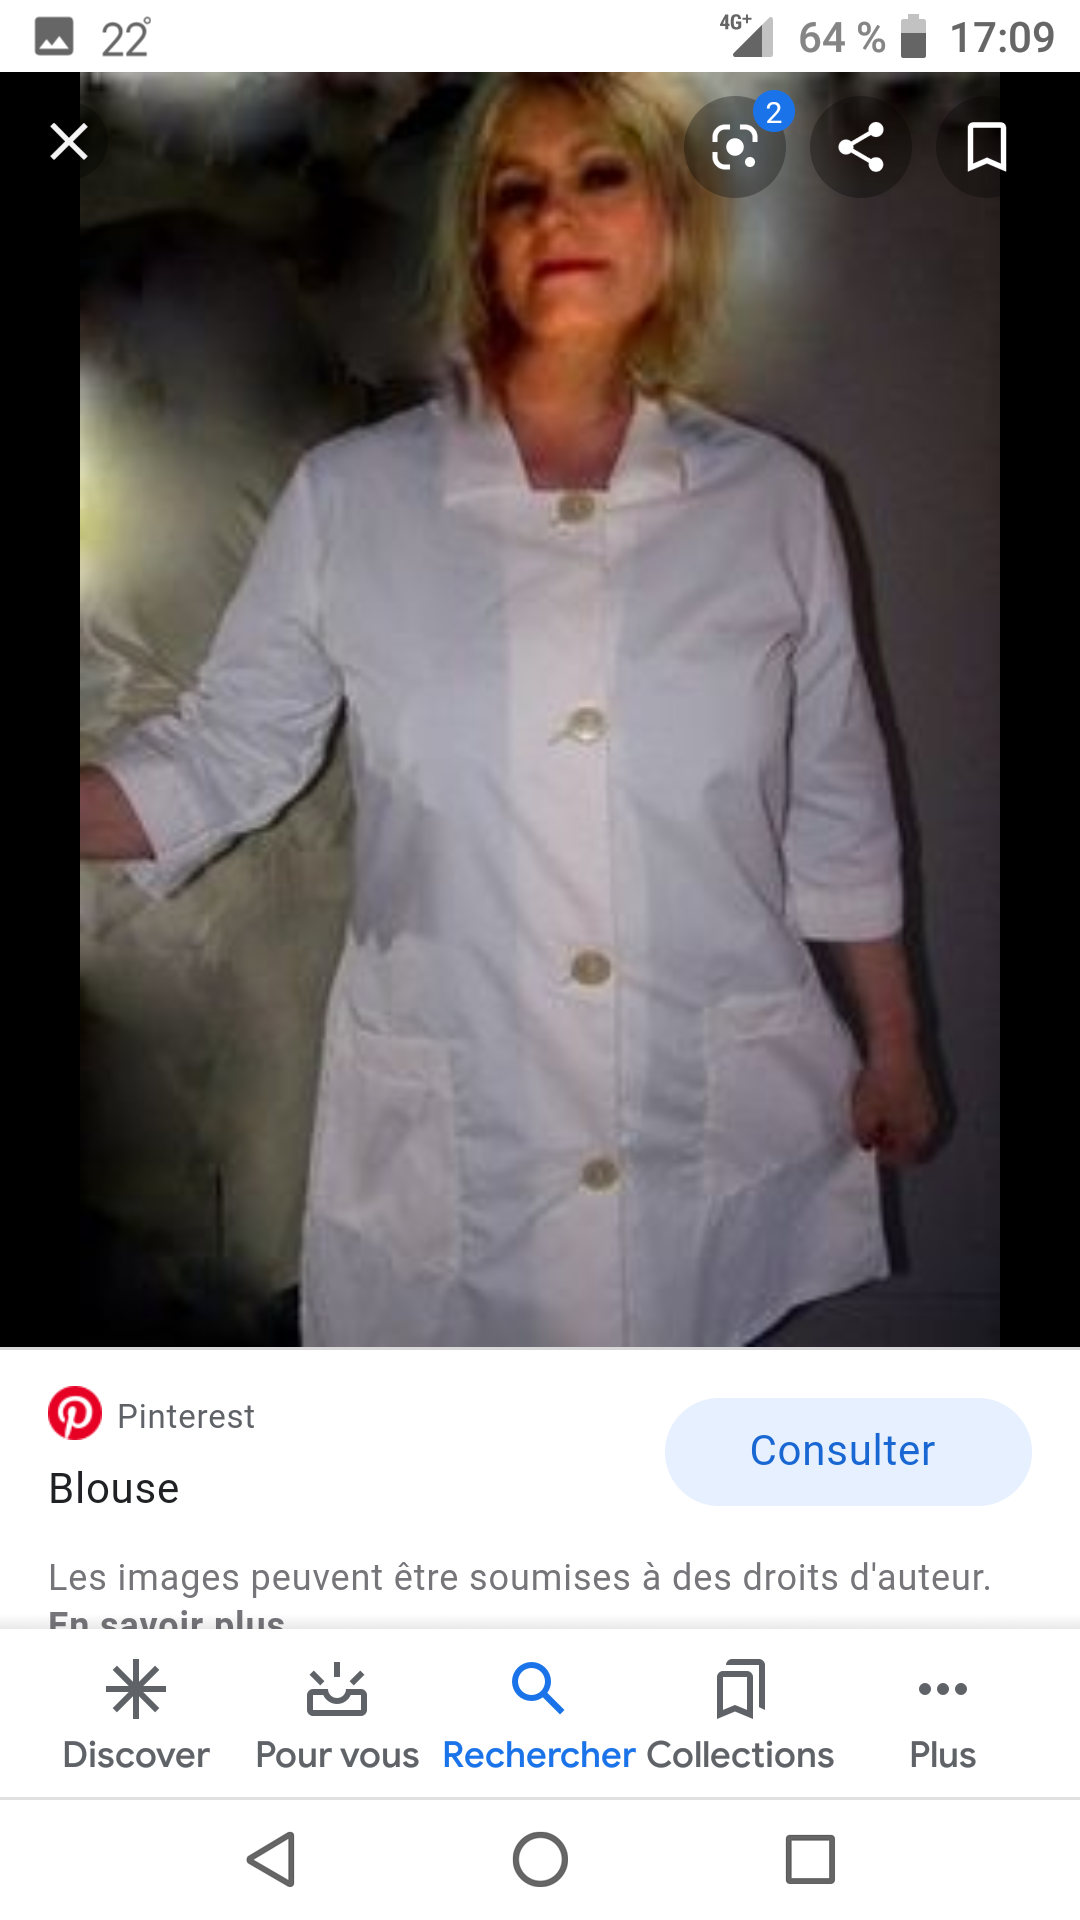 22°
4G+ 64 % 17:09
2
Pinterest
Blouse
Consulter
Les images peuvent être soumises à des droits d'auteur.
En savoir plus
Discover Pour vous Rechercher Collections Plus